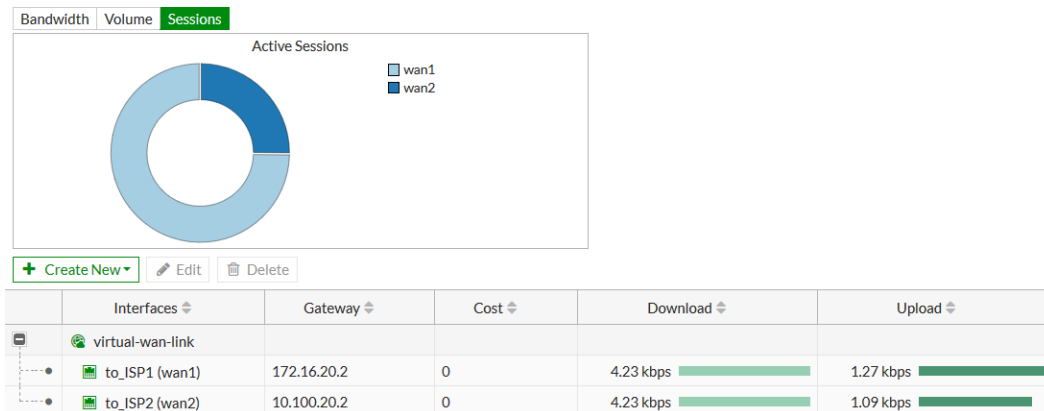 Bandwidth Volume Sessions
Active Sessions
wan1
wan2
Create New Edit Delete
Interfaces Gateway Cost Download Upload
virtual-wan-link
to_ISP1 (wan1) 172.16.20.2 0 4.23 kbps 1.27 kbps
to_ISP2 (wan2) 10.100.20.2 0 4.23 kbps 1.09 kbps